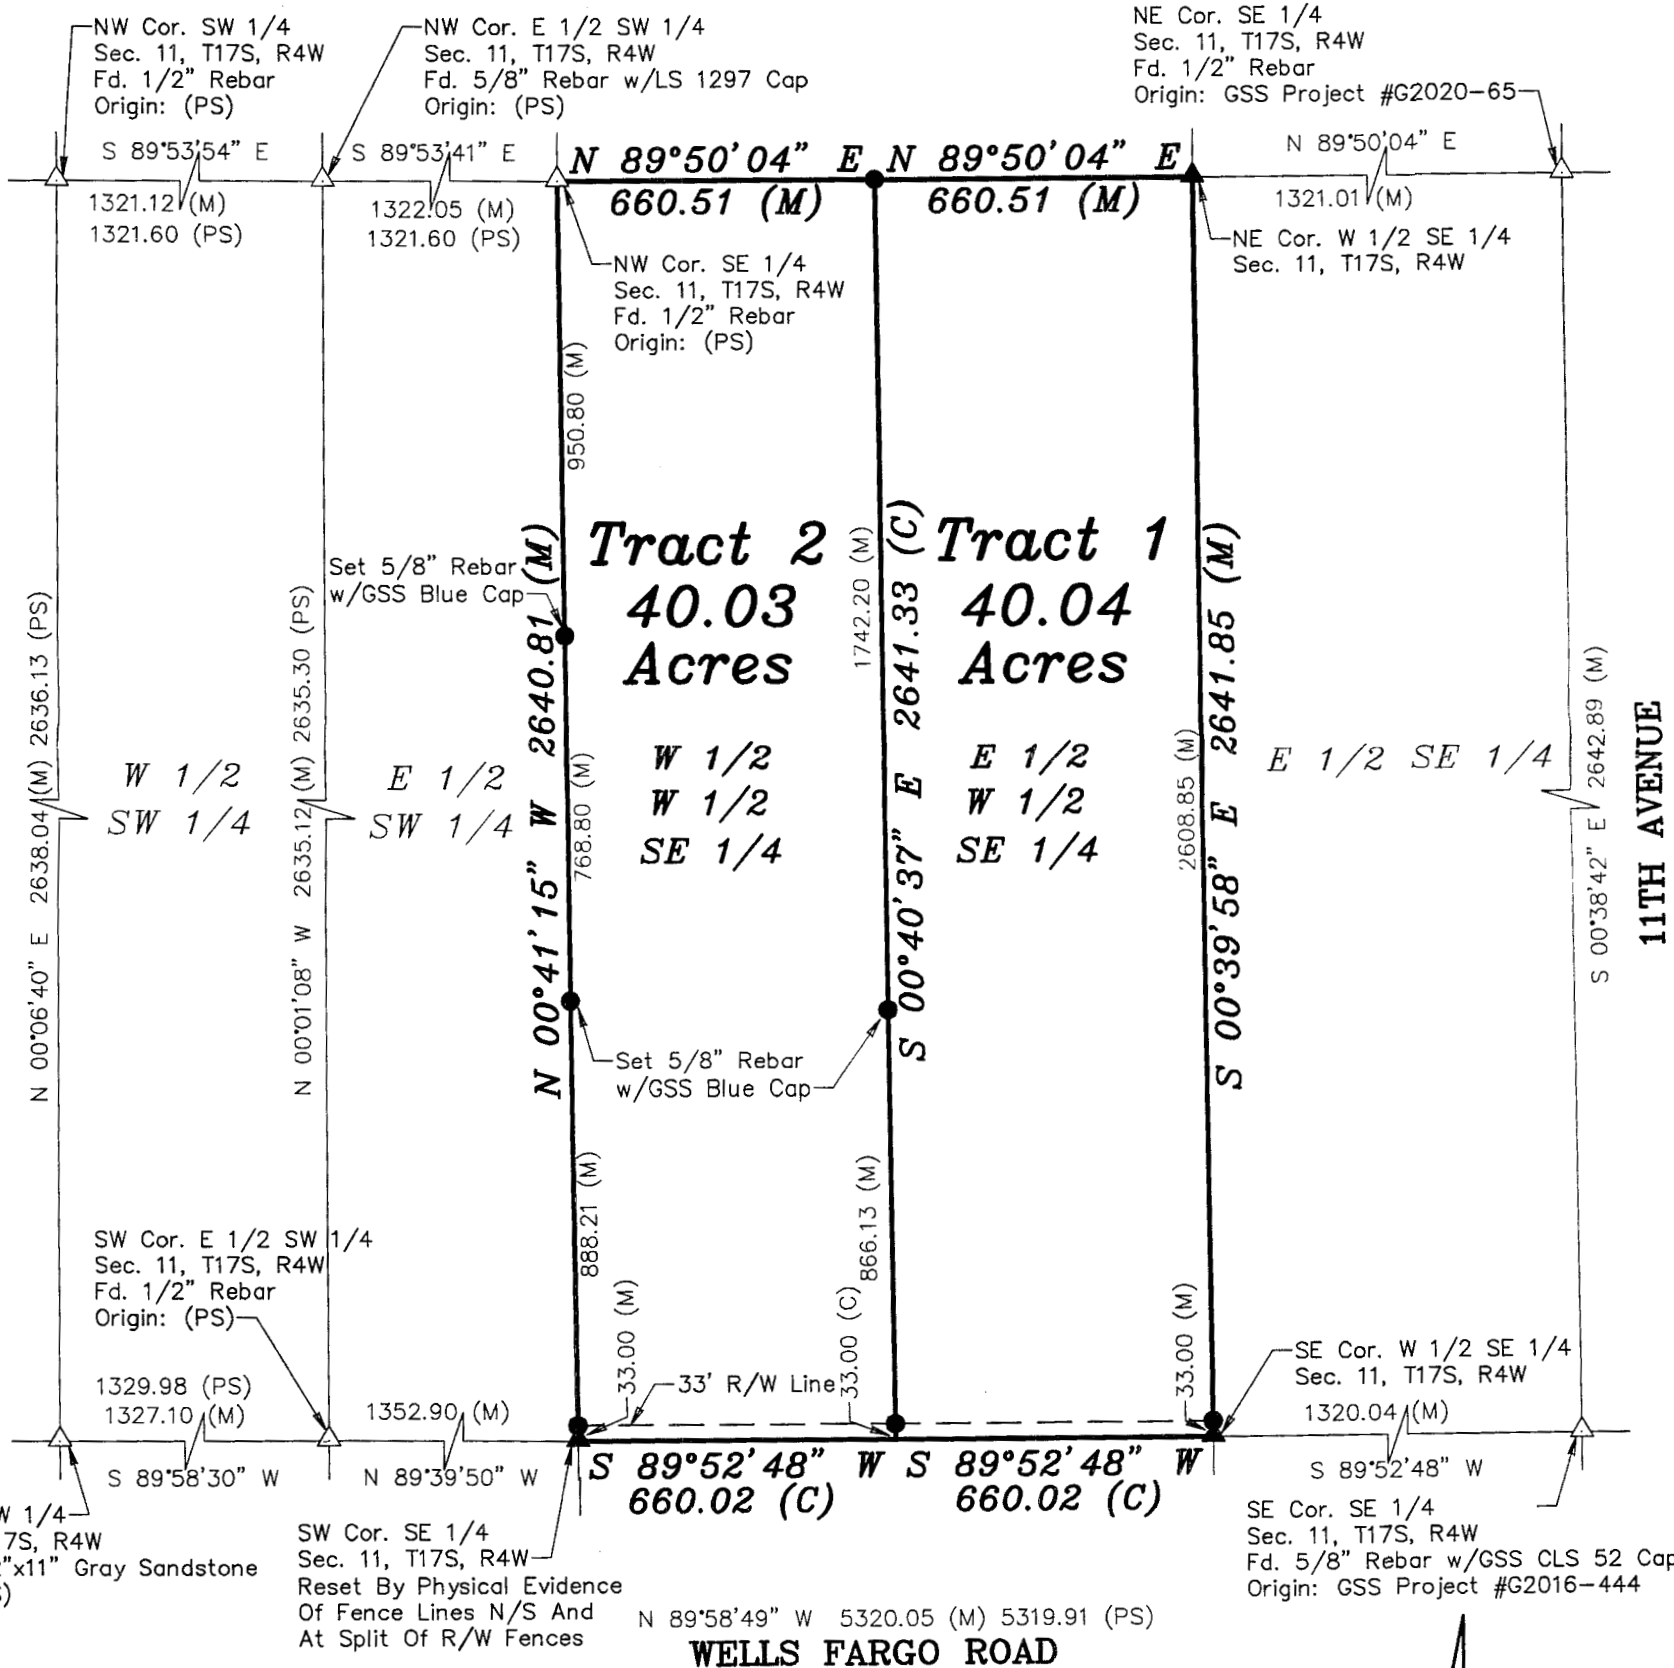 NW Cor. SW 1/4
Sec. 11, T17S, R4W
Fd. 1/2" Rebar
Origin: (PS)
NW Cor. E 1/2 SW 1/4
Sec. 11, T17S, R4W
Fd. 5/8" Rebar w/LS 1297 Cap
Origin: (PS)
NE Cor. SE 1/4
Sec. 11, T17S, R4W
Fd. 1/2" Rebar
Origin: GSS Project #G2020-65
S 89°53'54" E
1321.12 (M)
1321.60 (PS)
S 89°53'41" E
1322.05 (M)
1321.60 (PS)
N 89°50'04" E
660.51 (M)
N 89°50'04" E
660.51 (M)
N 89°50'04" E
1321.01 (M)
NW Cor. SE 1/4
Sec. 11, T17S, R4W
Fd. 1/2" Rebar
Origin: (PS)
NE Cor. W 1/2 SE 1/4
Sec. 11, T17S, R4W
N 00°06'40" E 2638.04 (M) 2636.13 (PS)
W 1/2
SW 1/4
N 00°01'08" W 2635.12 (M) 2635.30 (PS)
E 1/2
SW 1/4
Set 5/8" Rebar
w/GSS Blue Cap
N 00°41'15" W 2640.81 (M)
950.80 (M)
768.80 (M)
888.21 (M)
Tract 2
40.03
Acres
W 1/2
W 1/2
SE 1/4
Set 5/8" Rebar
w/GSS Blue Cap
1742.20 (M)
866.13 (M)
S 00°40'37" E 2641.33 (C)
Tract 1
40.04
Acres
E 1/2
W 1/2
SE 1/4
2608.85 (M)
S 00°39'58" E 2641.85 (M)
E 1/2 SE 1/4
S 00°38'42" E 2642.89 (M)
11TH AVENUE
SW Cor. E 1/2 SW 1/4
Sec. 11, T17S, R4W
Fd. 1/2" Rebar
Origin: (PS)
33.00 (M)
33' R/W Line
33.00 (C)
33.00 (M)
SE Cor. W 1/2 SE 1/4
Sec. 11, T17S, R4W
1329.98 (PS)
1327.10 (M)
S 89°58'30" W
1352.90 (M)
N 89°39'50" W
S 89°52'48" W
660.02 (C)
S 89°52'48" W
660.02 (C)
1320.04 (M)
S 89°52'48" W
W 1/4
7S, R4W
"x11" Gray Sandstone
SW Cor. SE 1/4
Sec. 11, T17S, R4W
Reset By Physical Evidence
Of Fence Lines N/S And
At Split Of R/W Fences
SE Cor. SE 1/4
Sec. 11, T17S, R4W
Fd. 5/8" Rebar w/GSS CLS 52 Cap
Origin: GSS Project #G2016-444
N 89°58'49" W 5320.05 (M) 5319.91 (PS)
WELLS FARGO ROAD